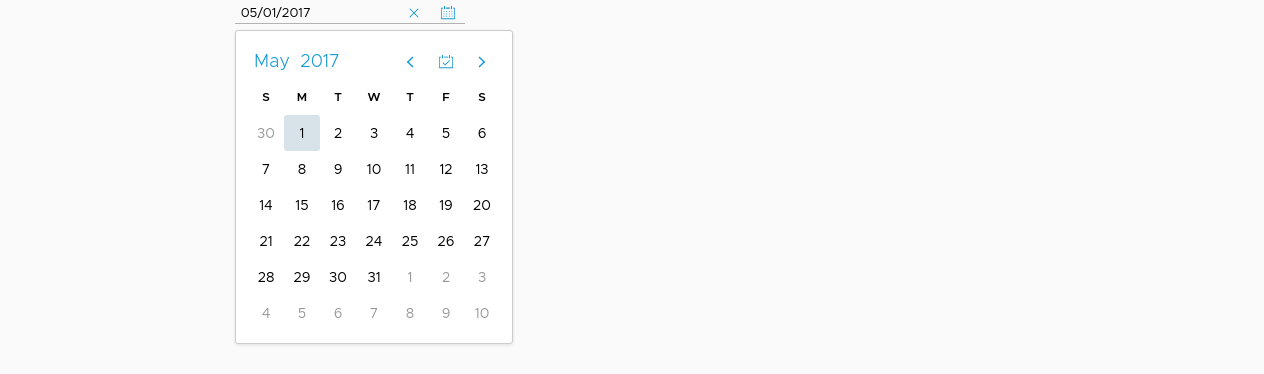 05/01/2017
May 2017
S M T W T F S
30 1 2 3 4 5 6
7 8 9 10 11 12 13
14 15 16 17 18 19 20
21 22 23 24 25 26 27
28 29 30 31 1 2 3
4 5 6 7 8 9 10